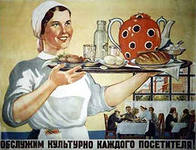 ОБСЛУЖИМ КУЛЬТУРНО КАЖДОГО ПОСЕТИТЕЛЯ